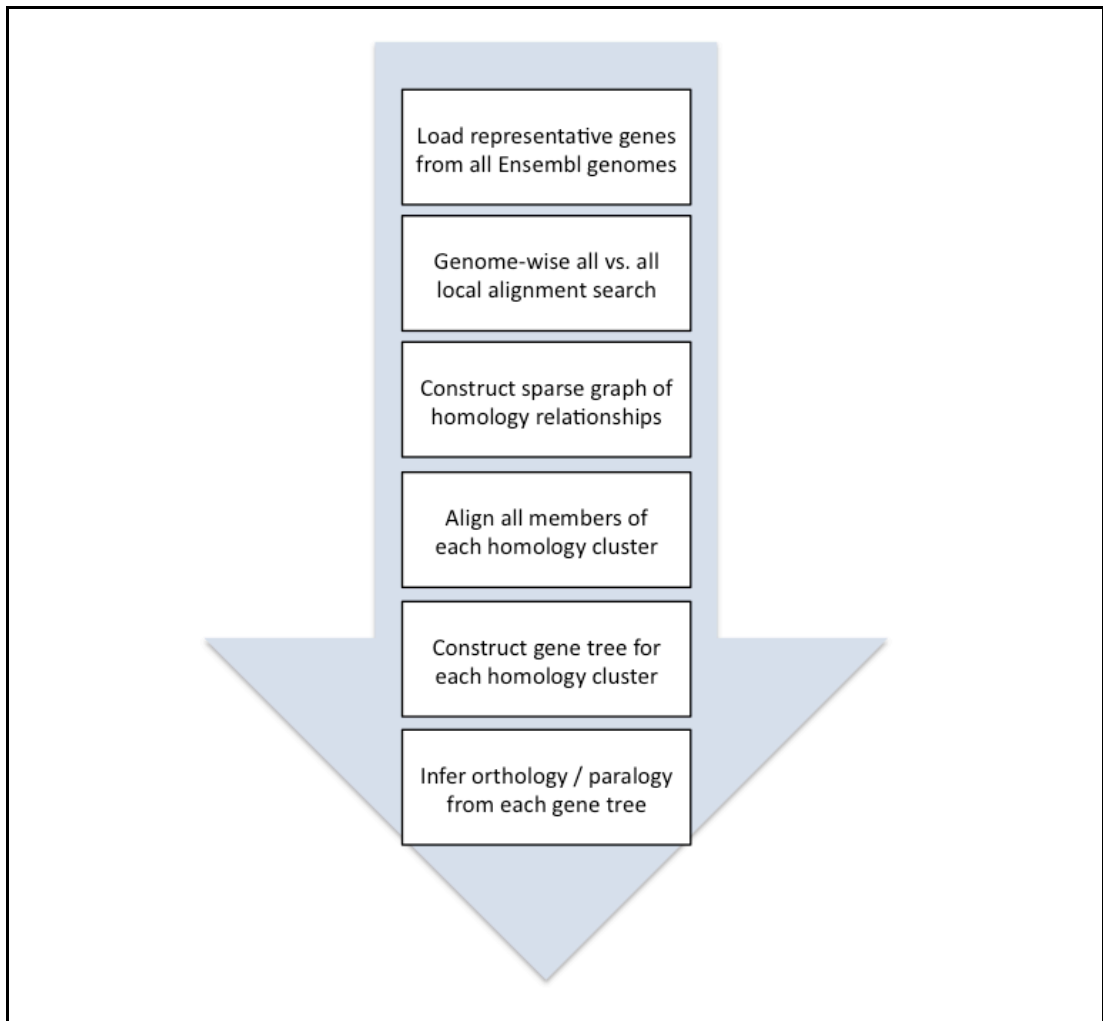 Load representative genes
from all Ensembl genomes
Genome-wise all vs. all
local alignment search
Construct sparse graph of
homology relationships
Align all members of
each homology cluster
Construct gene tree for
each homology cluster
Infer orthology / paralogy
from each gene tree